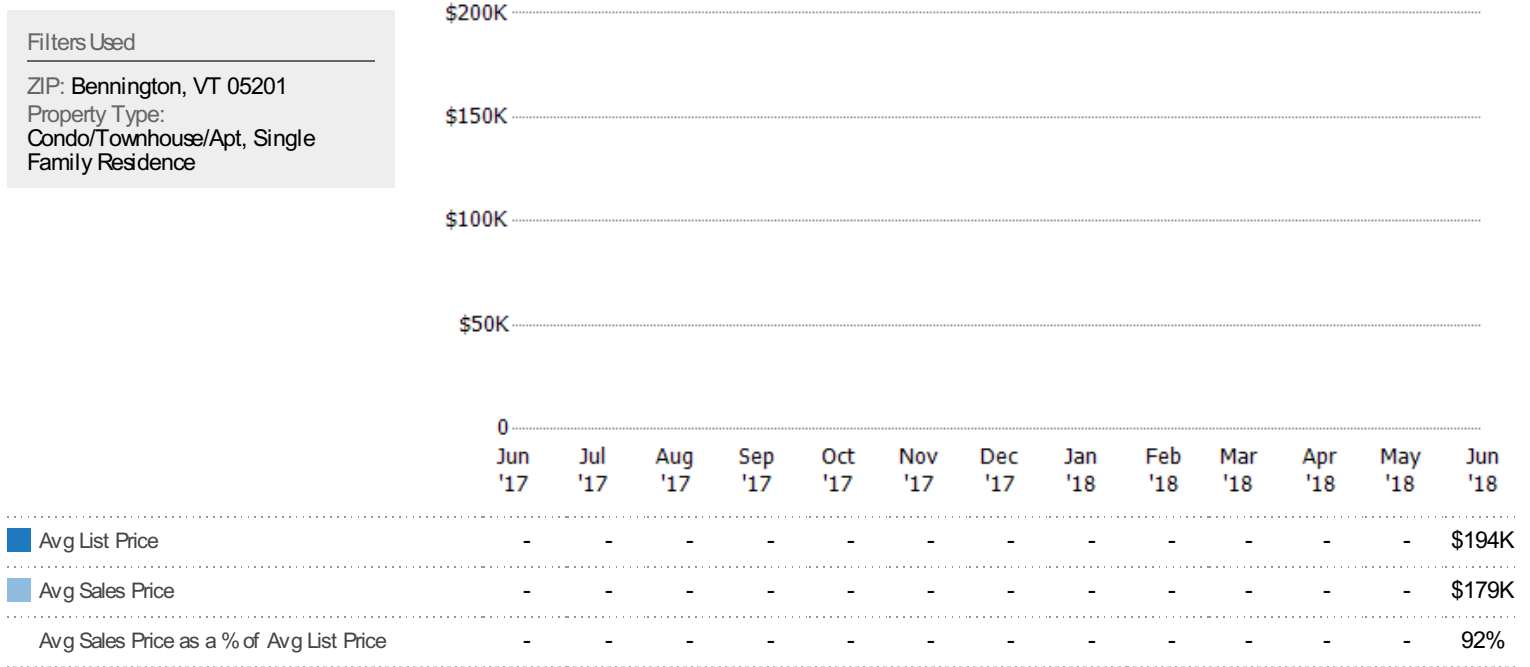 Filters Used
ZIP: Bennington, VT 05201
Property Type:
Condo/Townhouse/Apt, Single
Family Residence
$200K
$150K
$100K
$50K
0
Jun Jul Aug Sep Oct Nov Dec Jan Feb Mar Apr May Jun
'17 '17 '17 '17 '17 '17 '17 '18 '18 '18 '18 '18 '18
Avg List Price - - - - - - - - - - - - $194K
Avg Sales Price - - - - - - - - - - - - $179K
Avg Sales Price as a % of Avg List Price - - - - - - - - - - - - 92%